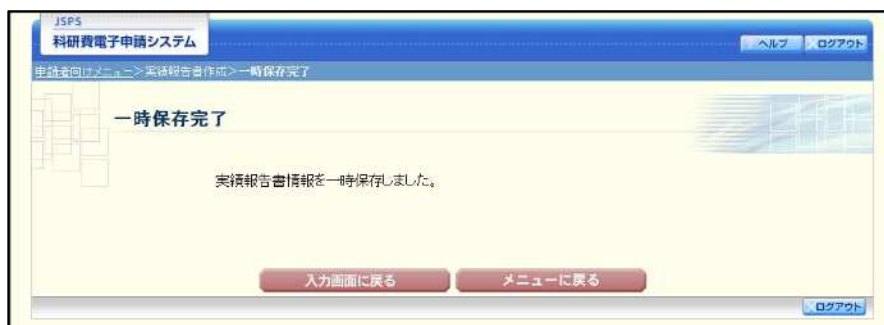 JSPS
科研費電子申請システム
ヘルプ ログアウト
申請者向けメニュー>実績報告書作成>一時保存完了
一時保存完了
実績報告書情報を一時保存しました。
入力画面に戻る メニューに戻る
ログアウト